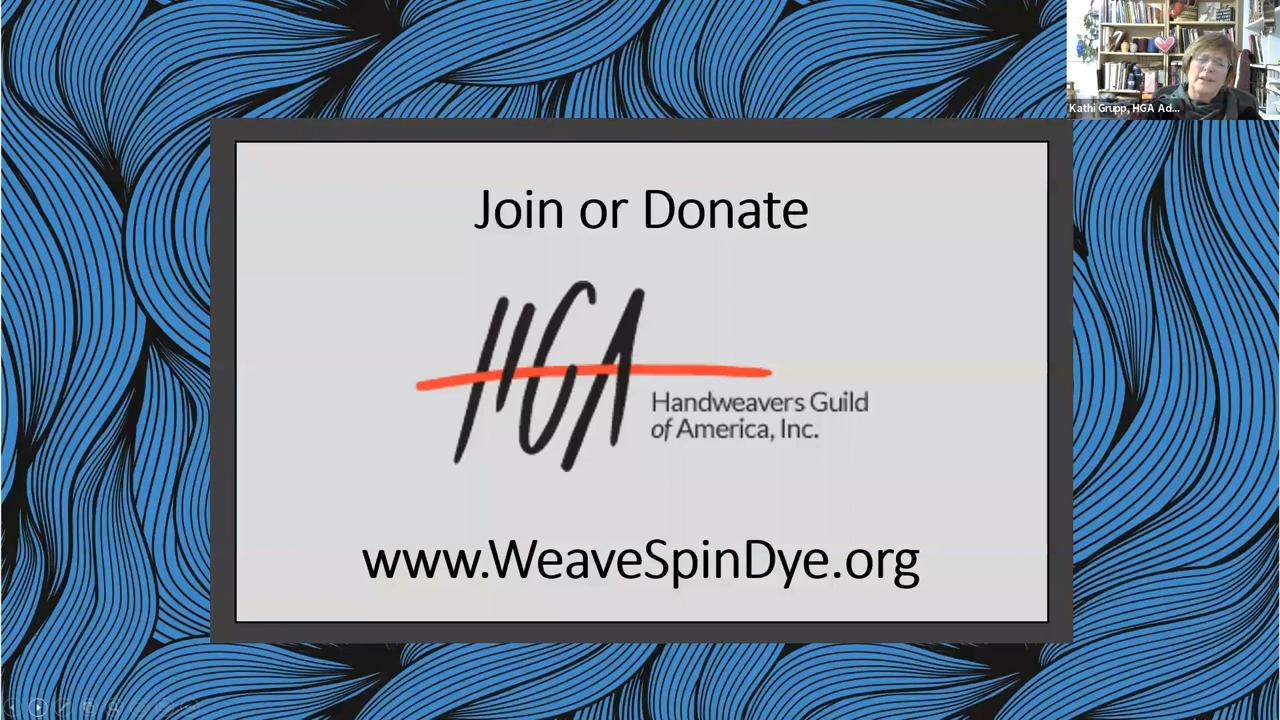 Kathi Grupp, HGA Ad...
Join or Donate
HGA
Handweavers Guild
of America, Inc.
www.WeaveSpinDye.org